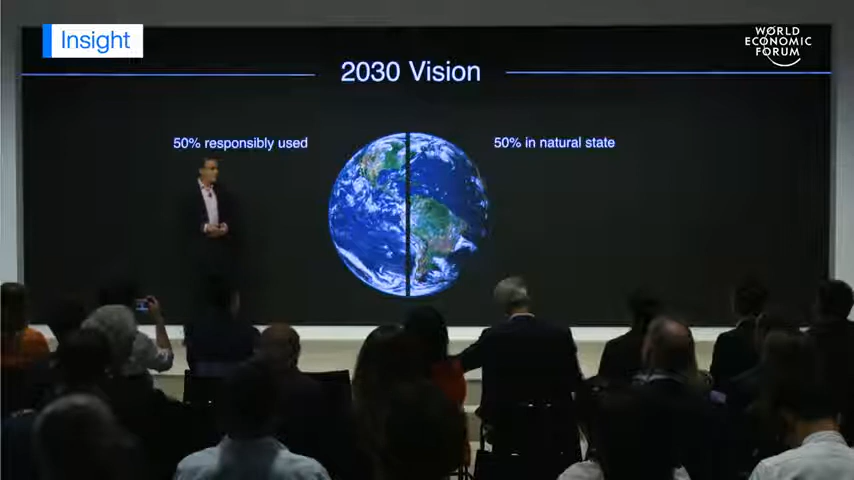 Insight
WORLD
ECONOMIC
FORUM
2030 Vision
50% responsibly used
50% in natural state